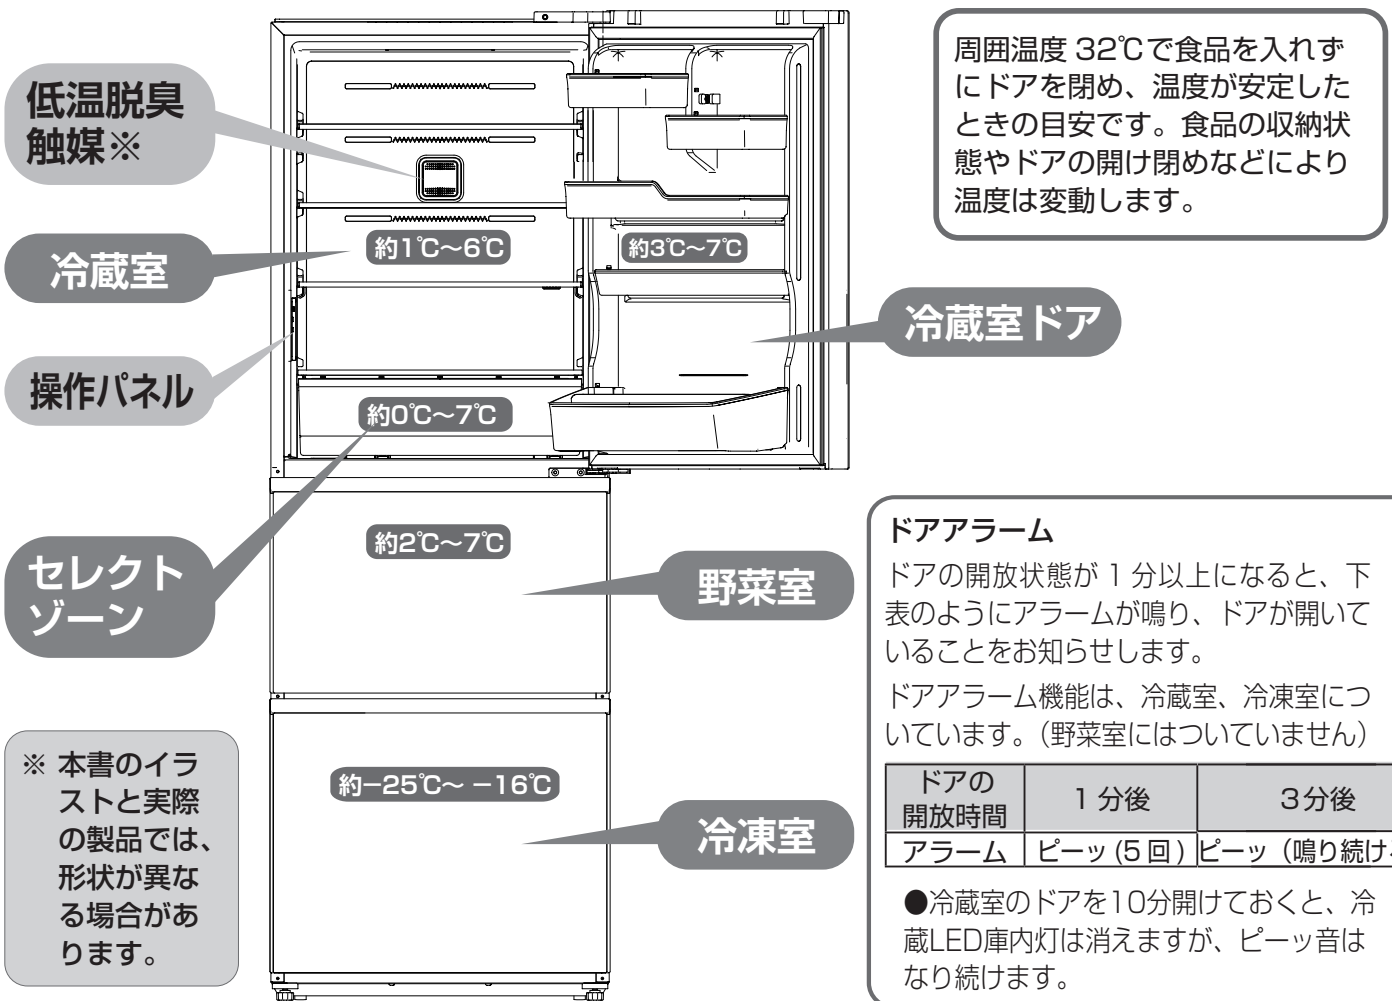 低温脱臭
触媒※
冷蔵室
操作パネル
セレクト
ゾーン
※ 本書のイラ
ストと実際
の製品では、
形状が異な
る場合があ
ります。
約1℃～6℃
約3℃～7℃
約0℃～7℃
約2℃～7℃
約−25℃～ −16℃
冷蔵室ドア
野菜室
冷凍室
周囲温度 32℃で食品を入れず
にドアを閉め、温度が安定した
ときの目安です。食品の収納状
態やドアの開け閉めなどにより
温度は変動します。
ドアアラーム
ドアの開放状態が 1 分以上になると、下
表のようにアラームが鳴り、ドアが開いて
いることをお知らせします。
ドアアラーム機能は、冷蔵室、冷凍室につ
いています。（野菜室にはついていません）
ドアの
開放時間
1 分後
3分後
アラーム
ピーッ (5 回 )
ピーッ（鳴り続け
●冷蔵室のドアを10分開けておくと、冷
蔵LED庫内灯は消えますが、ピーッ音は
なり続けます。